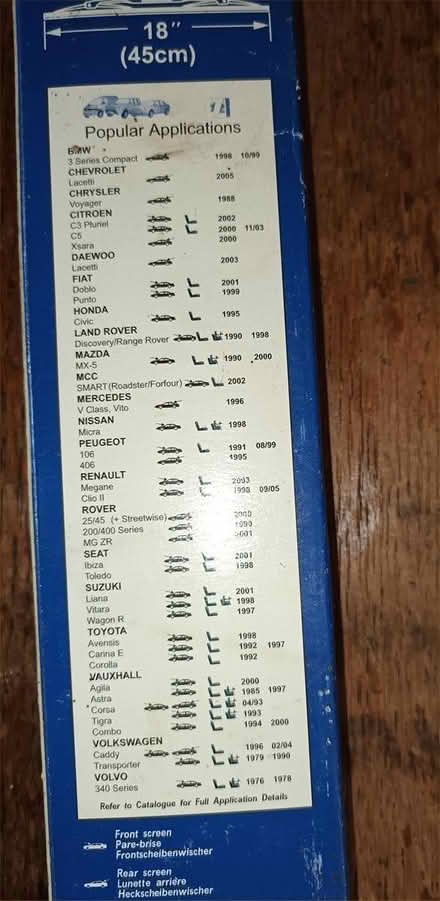 18"
(45cm)
Popular Applications
BMW
3 Series Compact 1998 10/99
CHEVROLET
Lacetti 2005
CHRYSLER
Voyager 1988
CITROEN
C3 Pluriel 2002
C5 2000 11/03
Xsara 2000
DAEWOO
Lacetti 2003
FIAT
Doblo 2001
Punto 1999
HONDA
Civic 1995
LAND ROVER
Discovery/Range Rover 1990 1998
MAZDA
MX-5 1990 2000
MCC
SMART(Roadster/Forfour) 2002
MERCEDES
V Class, Vito 1996
NISSAN
Micra 1998
PEUGEOT
106 1991 08/99
406 1995
RENAULT
Megane 2003
Clio II 1998 09/05
ROVER
25/45 (+ Streetwise) 2000
200/400 Series 1990
MG ZR 2001
SEAT
Ibiza 2001
Toledo 1998
SUZUKI
Liana 2001
Vitara 1998
Wagon R 1997
TOYOTA
Avensis 1998
Carina E 1992 1997
Corolla 1992
VAUXHALL
Agila 2000
Astra 1985 1997
Corsa 04/93
Tigra 1993
Combo 1994 2000
VOLKSWAGEN
Caddy 1996 02/04
Transporter 1979 1990
VOLVO
340 Series 1976 1978
Refer to Catalogue for Full Application Details
Front screen
Pare-brise
Frontscheibenwischer
Rear screen
Lunette arrière
Heckscheibenwischer